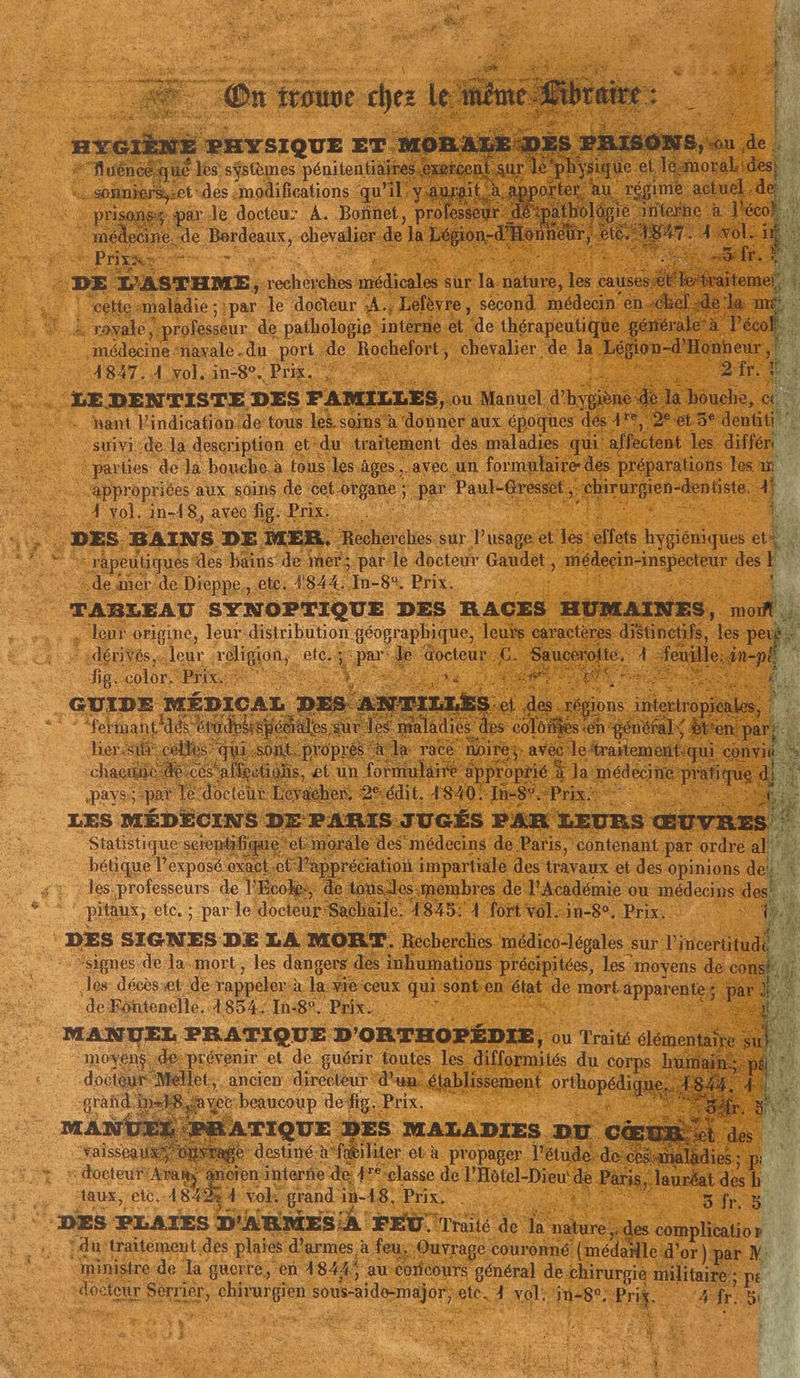 On trouve chez le même Libraire :
HYGIÈNE PHYSIQUE ET MORALE DES PRISONS, ou de
fluence que les systèmes pénitentiaires exercent sur le physique et le moral des
sonniers, et des modifications qu'il y aurait à apporter au régime actuel de
prisons; par le docteur A. Bonnet, professeur de pathologie interne à l'écol
médecine de Bordeaux, chevalier de la Légion-d'Honneur, etc. 1847. 1 vol. in
Prix. 3 fr.
DE L'ASTHME, recherches médicales sur la nature, les causes et le traiteme
cette maladie; par le docteur A. Lefèvre, second médecin en chef de la m
royale, professeur de pathologie interne et de thérapeutique générale à l'écol
médecine navale du port de Rochefort, chevalier de la Légion-d'Honneur,
1847. 1 vol. in-8°. Prix. 2 fr.
LE DENTISTE DES FAMILLES, ou Manuel d'hygiène de la bouche, c
nant l'indication de tous les soins à donner aux époques des 1re, 2e et 3e dentiti
suivi de la description et du traitement des maladies qui affectent les différ
parties de la bouche à tous les âges, avec un formulaire des préparations les
appropriées aux soins de cet organe; par Paul-Gresset, chirurgien-dentiste.
1 vol. in-18, avec fig. Prix.
DES BAINS DE MER. Recherches sur l'usage et les effets hygiéniques et
rapeutiques des bains de mer; par le docteur Gaudet, médecin-inspecteur des
de mer de Dieppe, etc. 1844. In-8°. Prix.
TABLEAU SYNOPTIQUE DES RACES HUMAINES,
leur origine, leur distribution géographique, leurs caractères distinctifs, les
dérivés, leur religion, etc.; par le docteur C. Saucerotte. 1 feuille in-pl
fig. color. Prix.
GUIDE MÉDICAL DES ANTILLES et des régions intertropicales,
fermant des études spéciales sur les maladies des colonies en général, et en par
lier sur celles qui sont propres à la race noire, avec le traitement qui convi
chacune de ces affections, et un formulaire approprié à la médecine pratique d
pays; par le docteur Levacher. 2e édit. 1840. In-8°. Prix.
LES MÉDECINS DE PARIS JUGÉS PAR LEURS ŒUVRES
Statistique scientifique et morale des médecins de Paris, contenant par ordre al
bétique l'exposé exact et l'appréciation impartiale des travaux et des opinions de
les professeurs de l'Ecole, de tous les membres de l'Académie ou médecins des
pitaux, etc.; par le docteur Sachaile. 1845. 1 fort vol. in-8°. Prix.
DES SIGNES DE LA MORT. Recherches médico-légales sur l'incertitud
signes de la mort, les dangers des inhumations précipitées, les moyens de cons
les décès et de rappeler à la vie ceux qui sont en état de mort apparente; par
de Fontenelle. 1834. In-8°. Prix.
MANUEL PRATIQUE D'ORTHOPÉDIE, ou Traité élémentaire su
moyens de prévenir et de guérir toutes les difformités du corps humain; pa
docteur Mellet, ancien directeur d'un établissement orthopédique. 1844. 1
grand in-18, avec beaucoup de fig. Prix. 3 fr. 5
MANUEL PRATIQUE DES MALADIES DU CŒUR et des
vaisseaux, ouvrage destiné à faciliter et à propager l'étude de ces maladies; p
docteur Aran, ancien interne de 1re classe de l'Hôtel-Dieu de Paris, lauréat des h
taux, etc. 1842. 1 vol. grand in-18. Prix. 3 fr. 5
DES PLAIES D'ARMES A FEU. Traité de la nature, des complication
du traitement des plaies d'armes à feu. Ouvrage couronné (médaille d'or) par M
ministre de la guerre, en 1844, au concours général de chirurgie militaire; pa
docteur Serrier, chirurgien sous-aide-major, etc. 1 vol. in-8°. Prix. 4 fr. 5